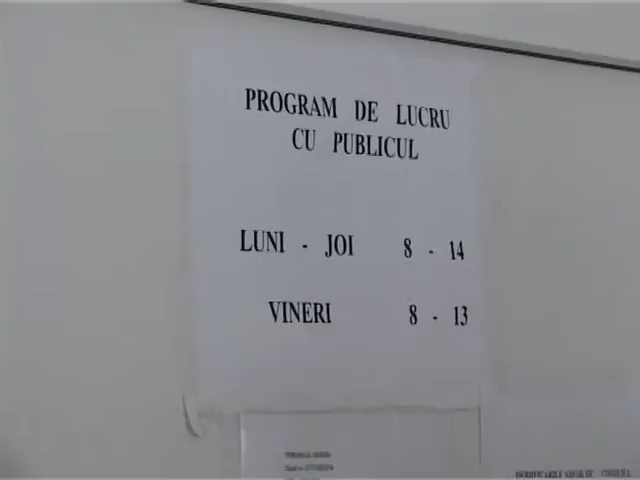 PROGRAM DE LUCRU
CU PUBLICUL
LUNI - JOI 8 - 14
VINERI 8 - 13